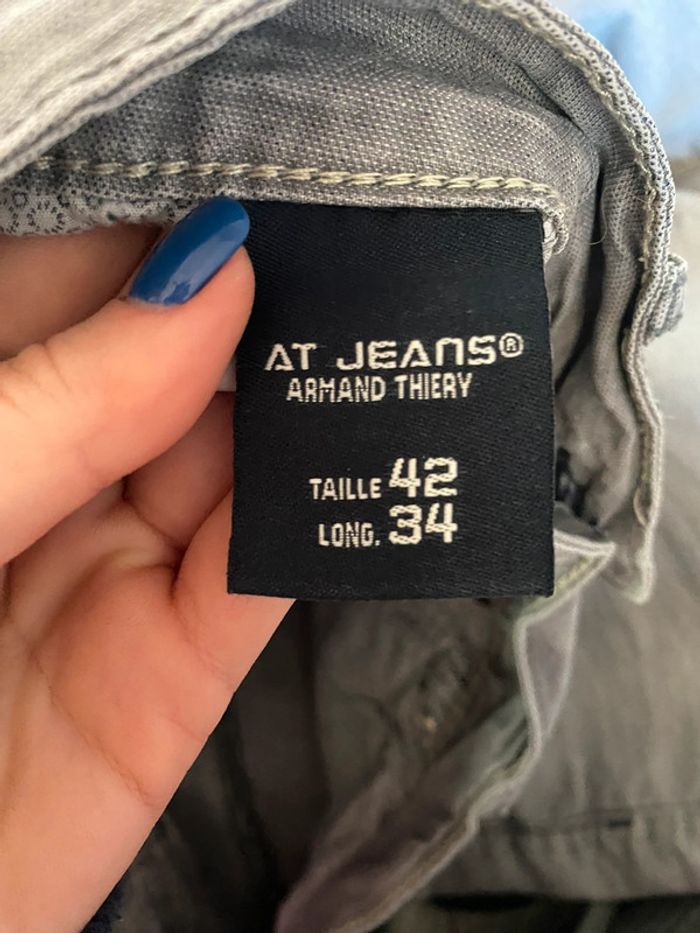 AT JEANS®
ARMAND THIERY
TAILLE 42
LONG. 34